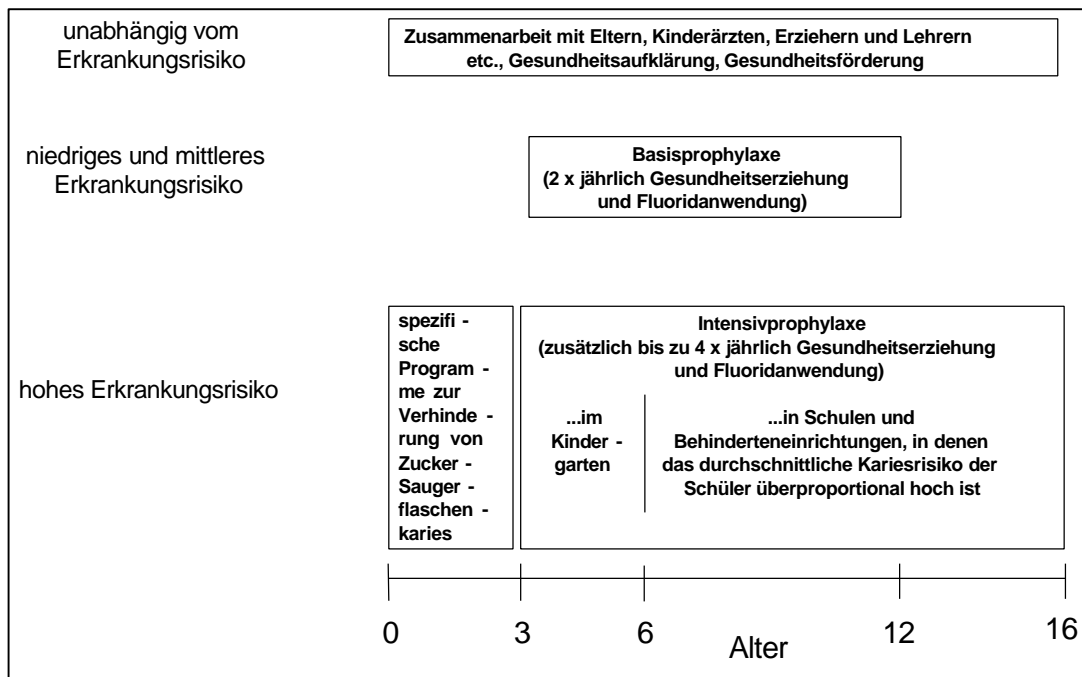 unabhängig vom
Erkrankungsrisiko
Zusammenarbeit mit Eltern, Kinderärzten, Erziehern und Lehrern
etc., Gesundheitsaufklärung, Gesundheitsförderung
niedriges und mittleres
Erkrankungsrisiko
Basisprophylaxe
(2 x jährlich Gesundheitserziehung
und Fluoridanwendung)
hohes Erkrankungsrisiko
spezifi -
sche
Program -
me zur
Verhinde -
rung von
Zucker -
Sauger -
flaschen -
karies
Intensivprophylaxe
(zusätzlich bis zu 4 x jährlich Gesundheitserziehung
und Fluoridanwendung)
...im
Kinder -
garten
...in Schulen und
Behinderteneinrichtungen, in denen
das durchschnittliche Kariesrisiko der
Schüler überproportional hoch ist
0 3 6 12 16
Alter